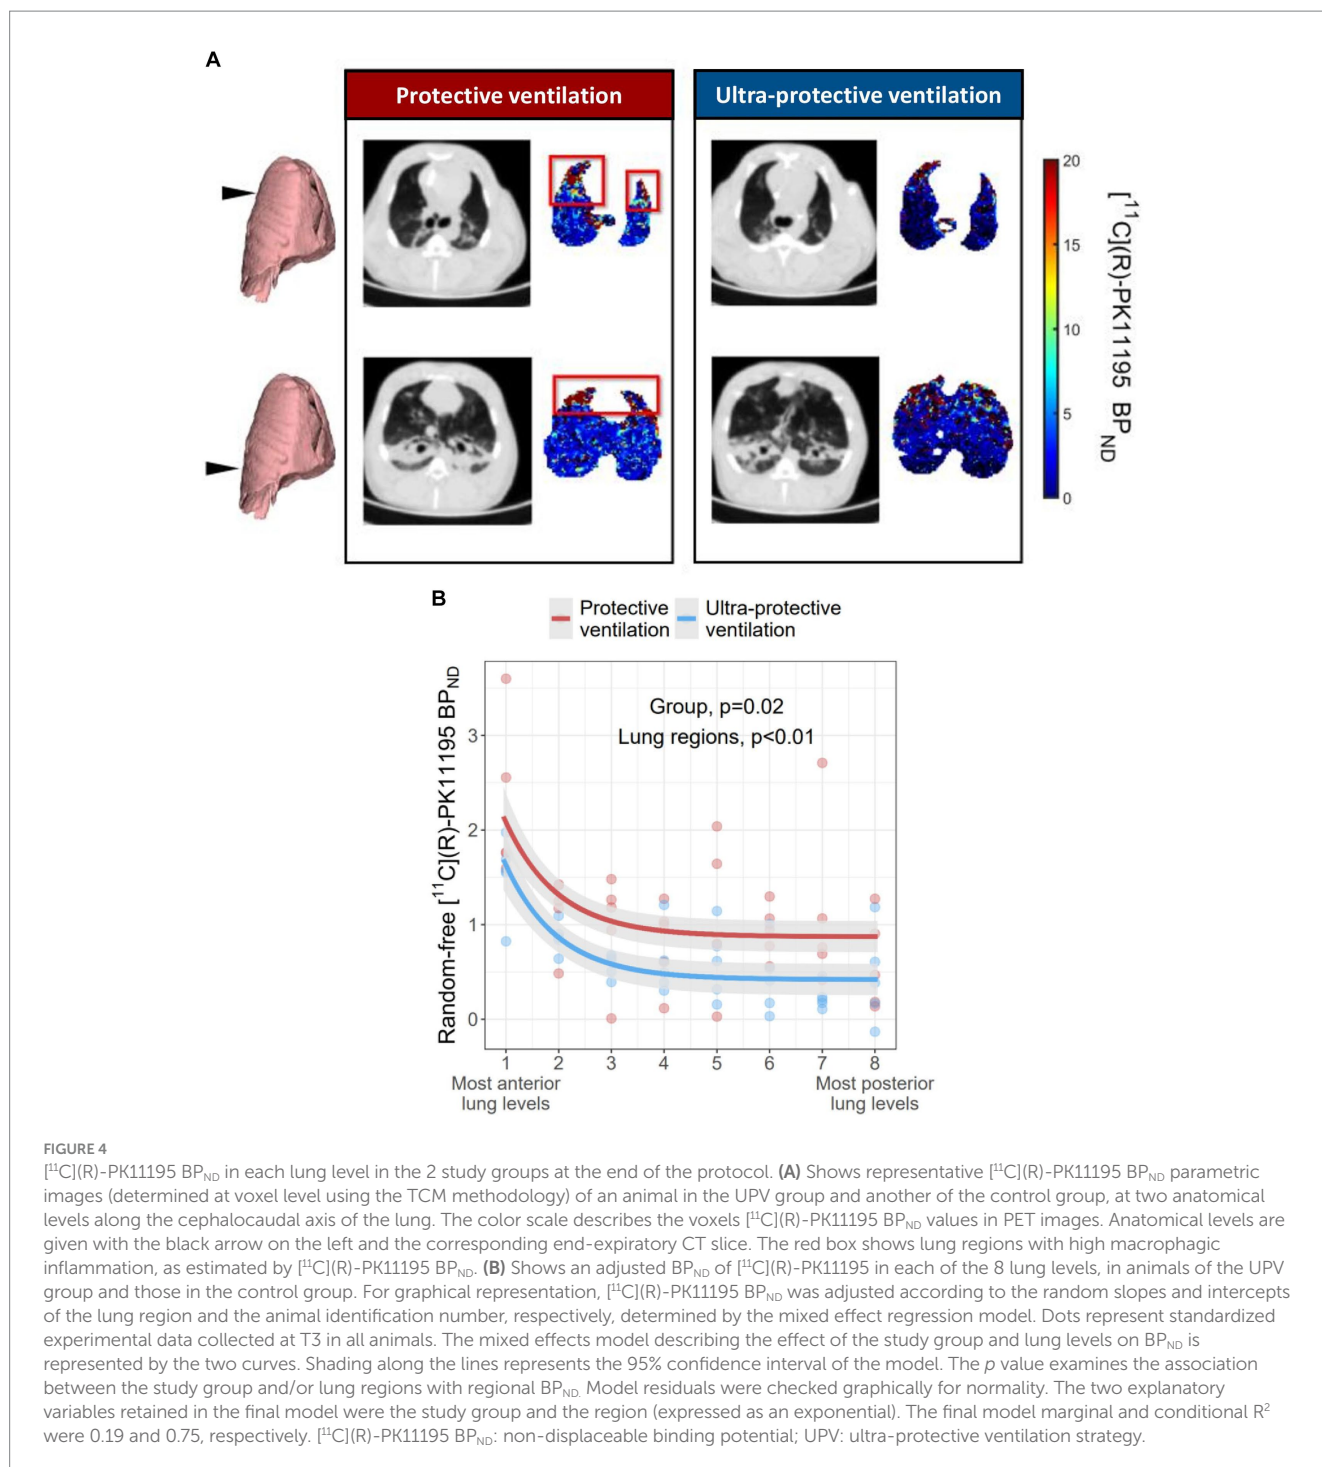 A
Protective ventilation
Ultra-protective ventilation
20
15
10
5
0
[¹¹C](R)-PK11195 BP_ND
B
Protective ventilation
Ultra-protective ventilation
Random-free [¹¹C](R)-PK11195 BP_ND
Group, p=0.02
Lung regions, p<0.01
3
2
1
0
1 2 3 4 5 6 7 8
Most anterior lung levels
Most posterior lung levels
FIGURE 4
[¹¹C](R)-PK11195 BP_ND in each lung level in the 2 study groups at the end of the protocol. (A) Shows representative [¹¹C](R)-PK11195 BP_ND parametric
images (determined at voxel level using the TCM methodology) of an animal in the UPV group and another of the control group, at two anatomical
levels along the cephalocaudal axis of the lung. The color scale describes the voxels [¹¹C](R)-PK11195 BP_ND values in PET images. Anatomical levels are
given with the black arrow on the left and the corresponding end-expiratory CT slice. The red box shows lung regions with high macrophagic
inflammation, as estimated by [¹¹C](R)-PK11195 BP_ND. (B) Shows an adjusted BP_ND of [¹¹C](R)-PK11195 in each of the 8 lung levels, in animals of the UPV
group and those in the control group. For graphical representation, [¹¹C](R)-PK11195 BP_ND was adjusted according to the random slopes and intercepts
of the lung region and the animal identification number, respectively, determined by the mixed effect regression model. Dots represent standardized
experimental data collected at T3 in all animals. The mixed effects model describing the effect of the study group and lung levels on BP_ND is
represented by the two curves. Shading along the lines represents the 95% confidence interval of the model. The p value examines the association
between the study group and/or lung regions with regional BP_ND. Model residuals were checked graphically for normality. The two explanatory
variables retained in the final model were the study group and the region (expressed as an exponential). The final model marginal and conditional R²
were 0.19 and 0.75, respectively. [¹¹C](R)-PK11195 BP_ND: non-displaceable binding potential; UPV: ultra-protective ventilation strategy.